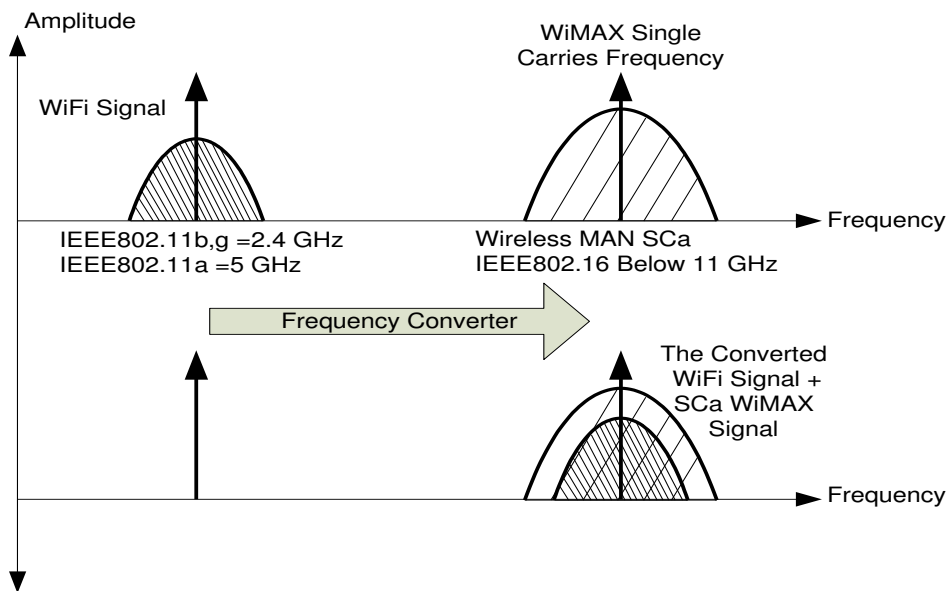 Amplitude
WiMAX Single
Carries Frequency
WiFi Signal
Frequency
IEEE802.11b,g =2.4 GHz
IEEE802.11a =5 GHz
Wireless MAN SCa
IEEE802.16 Below 11 GHz
Frequency Converter
The Converted
WiFi Signal +
SCa WiMAX
Signal
Frequency